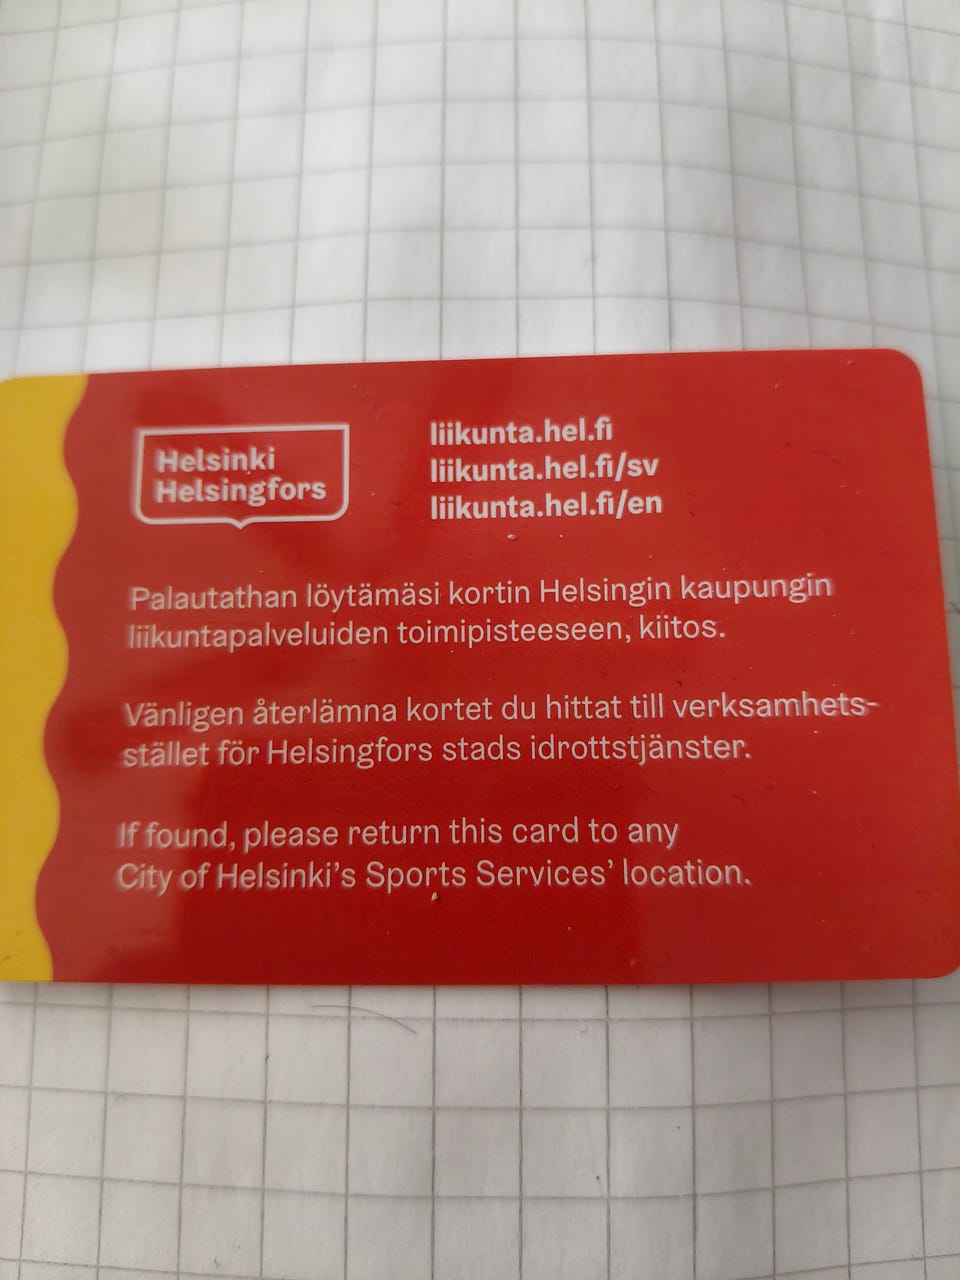 Helsinki
Helsingfors
liikunta.hel.fi
liikunta.hel.fi/sv
liikunta.hel.fi/en
Palautathan löytämäsi kortin Helsingin kaupungin
liikuntapalveluiden toimipisteeseen, kiitos.
Vänligen återlämna kortet du hittat till verksamhets-
stället för Helsingfors stads idrottstjänster.
If found, please return this card to any
City of Helsinki's Sports Services' location.